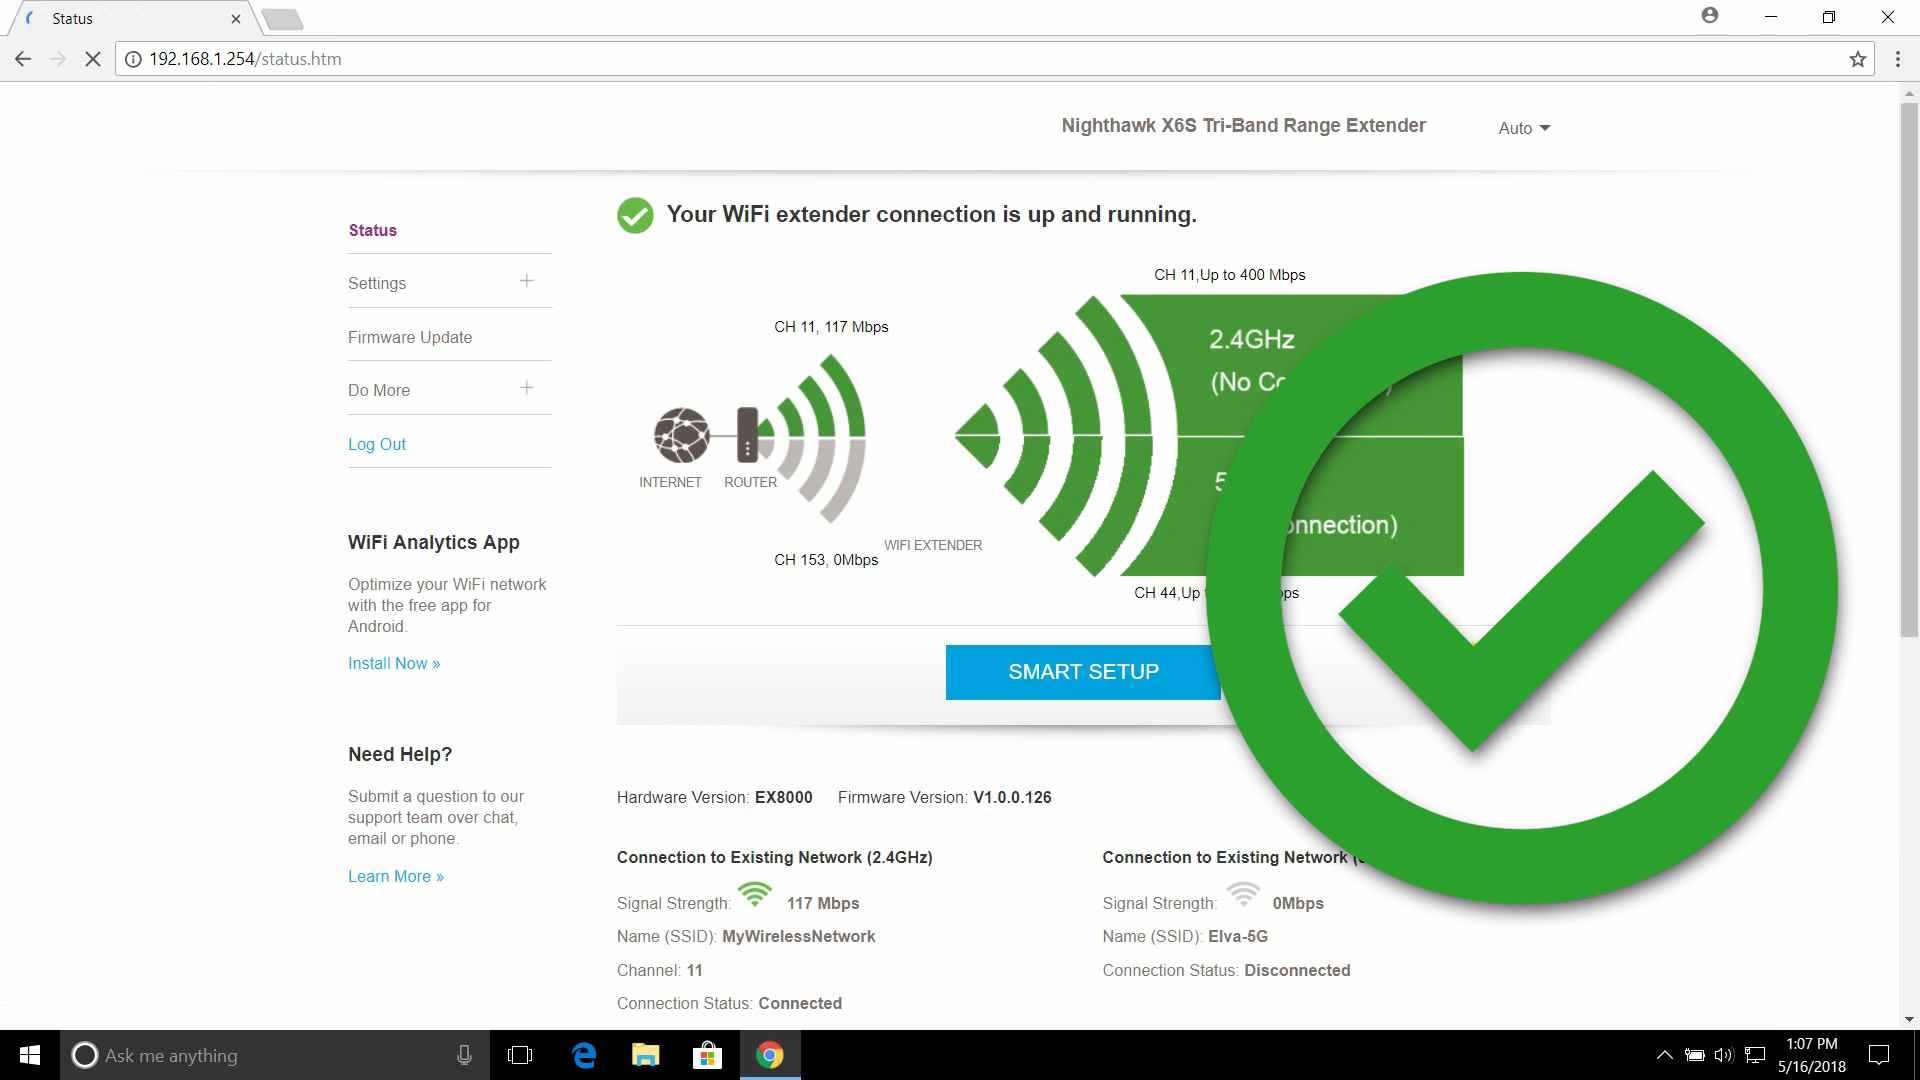 Status
192.168.1.254/status.htm
Nighthawk X6S Tri-Band Range Extender
Auto
Your WiFi extender connection is up and running.
Status
Settings
Firmware Update
Do More
Log Out
WiFi Analytics App
Optimize your WiFi network
with the free app for
Android.
Install Now »
Need Help?
Submit a question to our
support team over chat,
email or phone.
Learn More »
CH 11,Up to 400 Mbps
CH 11, 117 Mbps
2.4GHz
(No
INTERNET
ROUTER
WIFI EXTENDER
CH 153, 0Mbps
CH 44,Up
SMART SETUP
Hardware Version: EX8000
Firmware Version: V1.0.0.126
Connection to Existing Network (2.4GHz)
Signal Strength: 117 Mbps
Name (SSID): MyWirelessNetwork
Channel: 11
Connection Status: Connected
Connection to Existing Network
Signal Strength: 0Mbps
Name (SSID): Elva-5G
Connection Status: Disconnected
Ask me anything
1:07 PM
5/16/2018